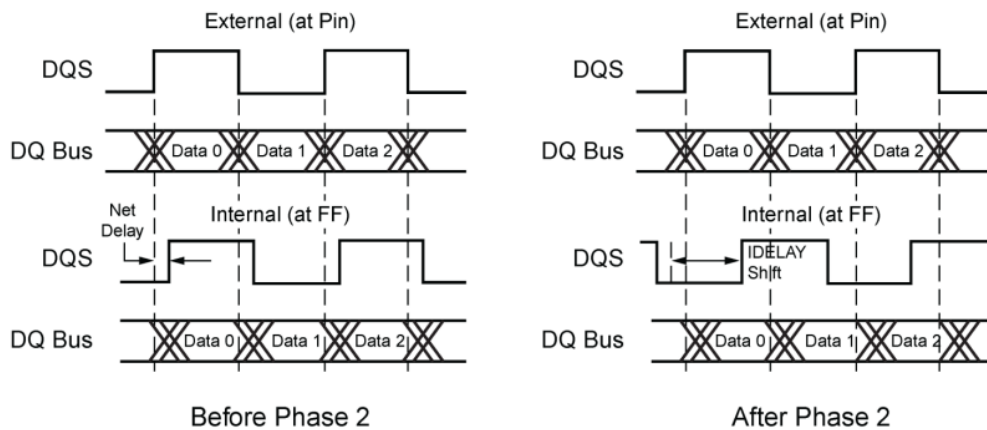 External (at Pin)
DQS
DQ Bus
Data 0 Data 1 Data 2
Net
Delay
Internal (at FF)
DQS
DQ Bus
Data 0 Data 1 Data 2
Before Phase 2
External (at Pin)
DQS
DQ Bus
Data 0 Data 1 Data 2
Internal (at FF)
DQS
IDELAY
Shift
DQ Bus
Data 0 Data 1 Data 2
After Phase 2